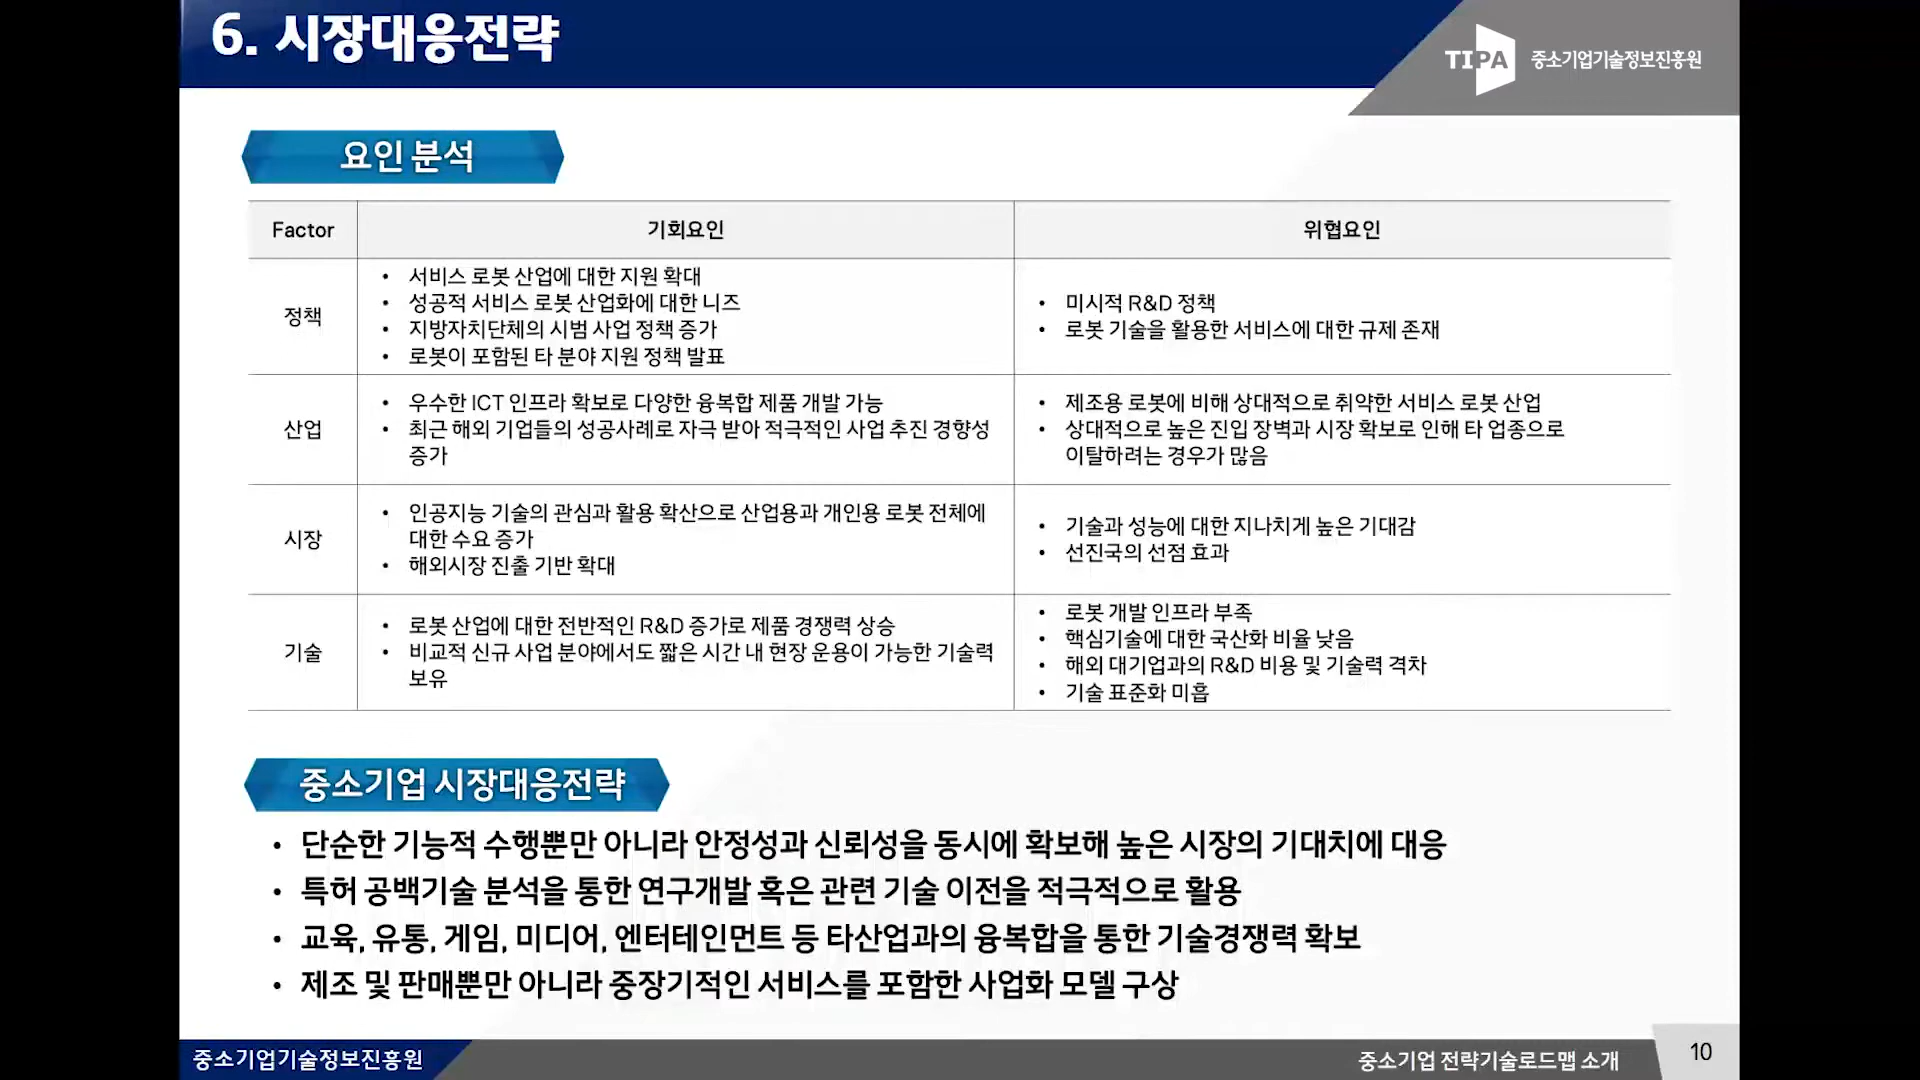 6. 시장대응전략
TIPA 중소기업기술정보진흥원
요인 분석
Factor 기회요인 위협요인
정책
• 서비스 로봇 산업에 대한 지원 확대
• 성공적 서비스 로봇 산업화에 대한 니즈
• 지방자치단체의 시범 사업 정책 증가
• 로봇이 포함된 타 분야 지원 정책 발표
• 미시적 R&D 정책
• 로봇 기술을 활용한 서비스에 대한 규제 존재
산업
• 우수한 ICT 인프라 확보로 다양한 융복합 제품 개발 가능
• 최근 해외 기업들의 성공사례로 자극 받아 적극적인 사업 추진 경향성
증가
• 제조용 로봇에 비해 상대적으로 취약한 서비스 로봇 산업
• 상대적으로 높은 진입 장벽과 시장 확보로 인해 타 업종으로
이탈하려는 경우가 많음
시장
• 인공지능 기술의 관심과 활용 확산으로 산업용과 개인용 로봇 전체에
대한 수요 증가
• 해외시장 진출 기반 확대
• 기술과 성능에 대한 지나치게 높은 기대감
• 선진국의 선점 효과
기술
• 로봇 산업에 대한 전반적인 R&D 증가로 제품 경쟁력 상승
• 비교적 신규 사업 분야에서도 짧은 시간 내 현장 운용이 가능한 기술력
보유
• 로봇 개발 인프라 부족
• 핵심기술에 대한 국산화 비율 낮음
• 해외 대기업과의 R&D 비용 및 기술력 격차
• 기술 표준화 미흡
중소기업 시장대응전략
• 단순한 기능적 수행뿐만 아니라 안정성과 신뢰성을 동시에 확보해 높은 시장의 기대치에 대응
• 특허 공백기술 분석을 통한 연구개발 혹은 관련 기술 이전을 적극적으로 활용
• 교육, 유통, 게임, 미디어, 엔터테인먼트 등 타산업과의 융복합을 통한 기술경쟁력 확보
• 제조 및 판매뿐만 아니라 중장기적인 서비스를 포함한 사업화 모델 구상
중소기업기술정보진흥원
중소기업 전략기술로드맵 소개
10